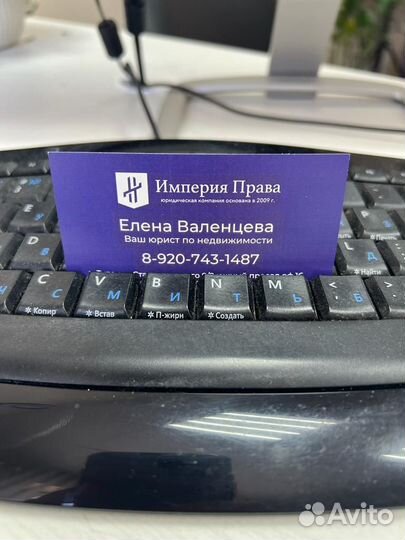 Империя Права
юридическая компания основана в 2009 г.
Елена Валенцева
Ваш юрист по недвижимости
8-920-743-1487
D В
L Д
Найти
C С
V М
B И
N Т
M Ь
< Б
Копир
Встав
П-жирн
Создать
Avito